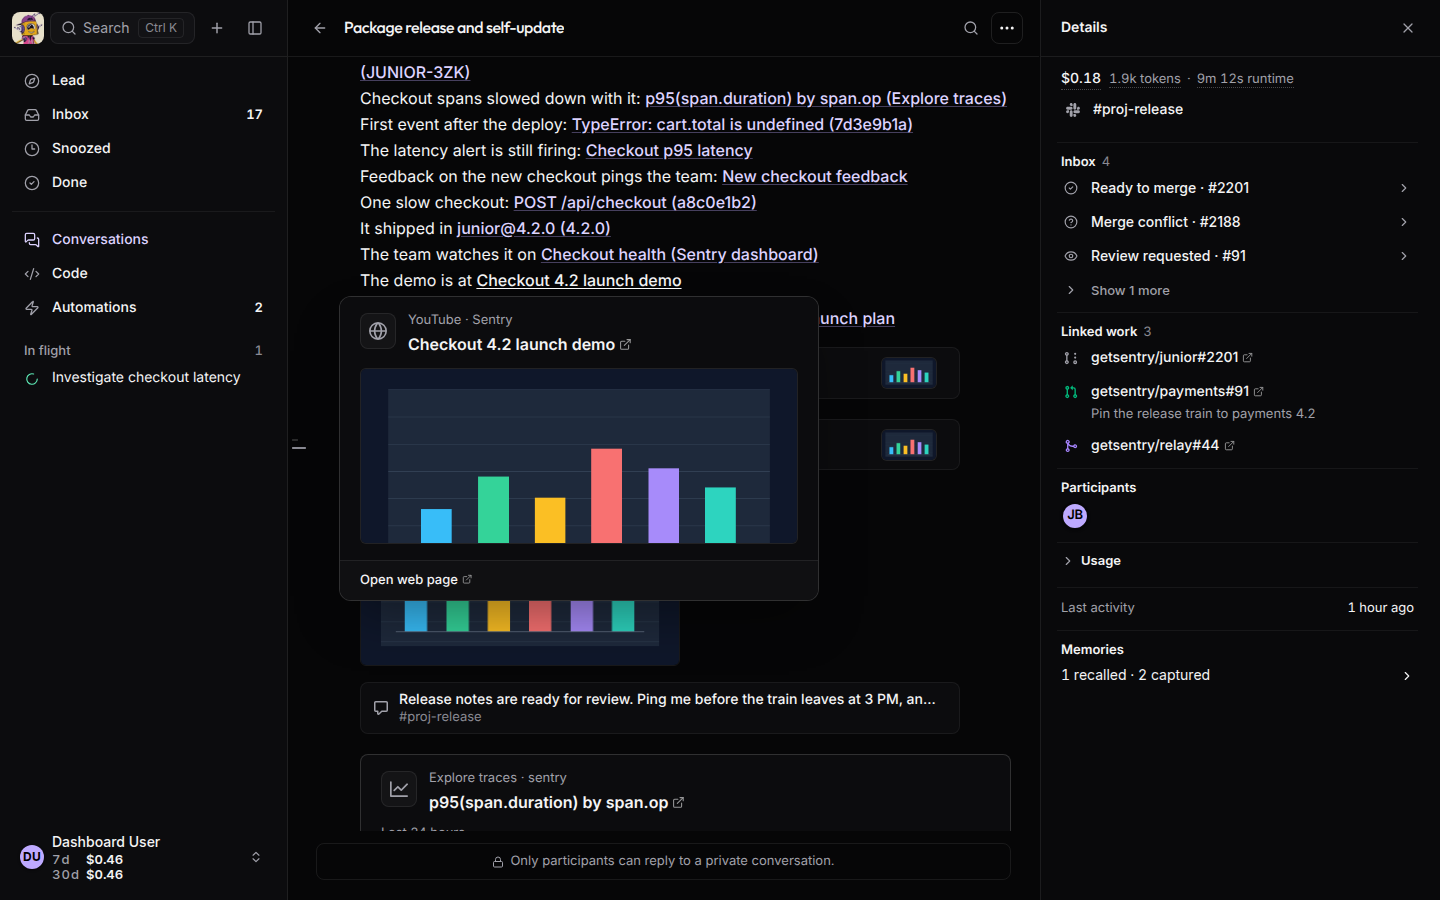 Search Ctrl K
Lead
Inbox 17
Snoozed
Done
Conversations
Code
Automations 2
In flight 1
Investigate checkout latency
DU Dashboard User
7d $0.46
30d $0.46
Package release and self-update
(JUNIOR-3ZK)
Checkout spans slowed down with it: p95(span.duration) by span.op (Explore traces)
First event after the deploy: TypeError: cart.total is undefined (7d3e9b1a)
The latency alert is still firing: Checkout p95 latency
Feedback on the new checkout pings the team: New checkout feedback
One slow checkout: POST /api/checkout (a8c0e1b2)
It shipped in junior@4.2.0 (4.2.0)
The team watches it on Checkout health (Sentry dashboard)
The demo is at Checkout 4.2 launch demo
unch plan
YouTube · Sentry
Checkout 4.2 launch demo
Open web page
Release notes are ready for review. Ping me before the train leaves at 3 PM, an...
#proj-release
Explore traces · sentry
p95(span.duration) by span.op
Last 24 hours
Only participants can reply to a private conversation.
Details
$0.18 1.9k tokens · 9m 12s runtime
#proj-release
Inbox 4
Ready to merge · #2201
Merge conflict · #2188
Review requested · #91
Show 1 more
Linked work 3
getsentry/junior#2201
getsentry/payments#91
Pin the release train to payments 4.2
getsentry/relay#44
Participants
JB
Usage
Last activity 1 hour ago
Memories
1 recalled · 2 captured